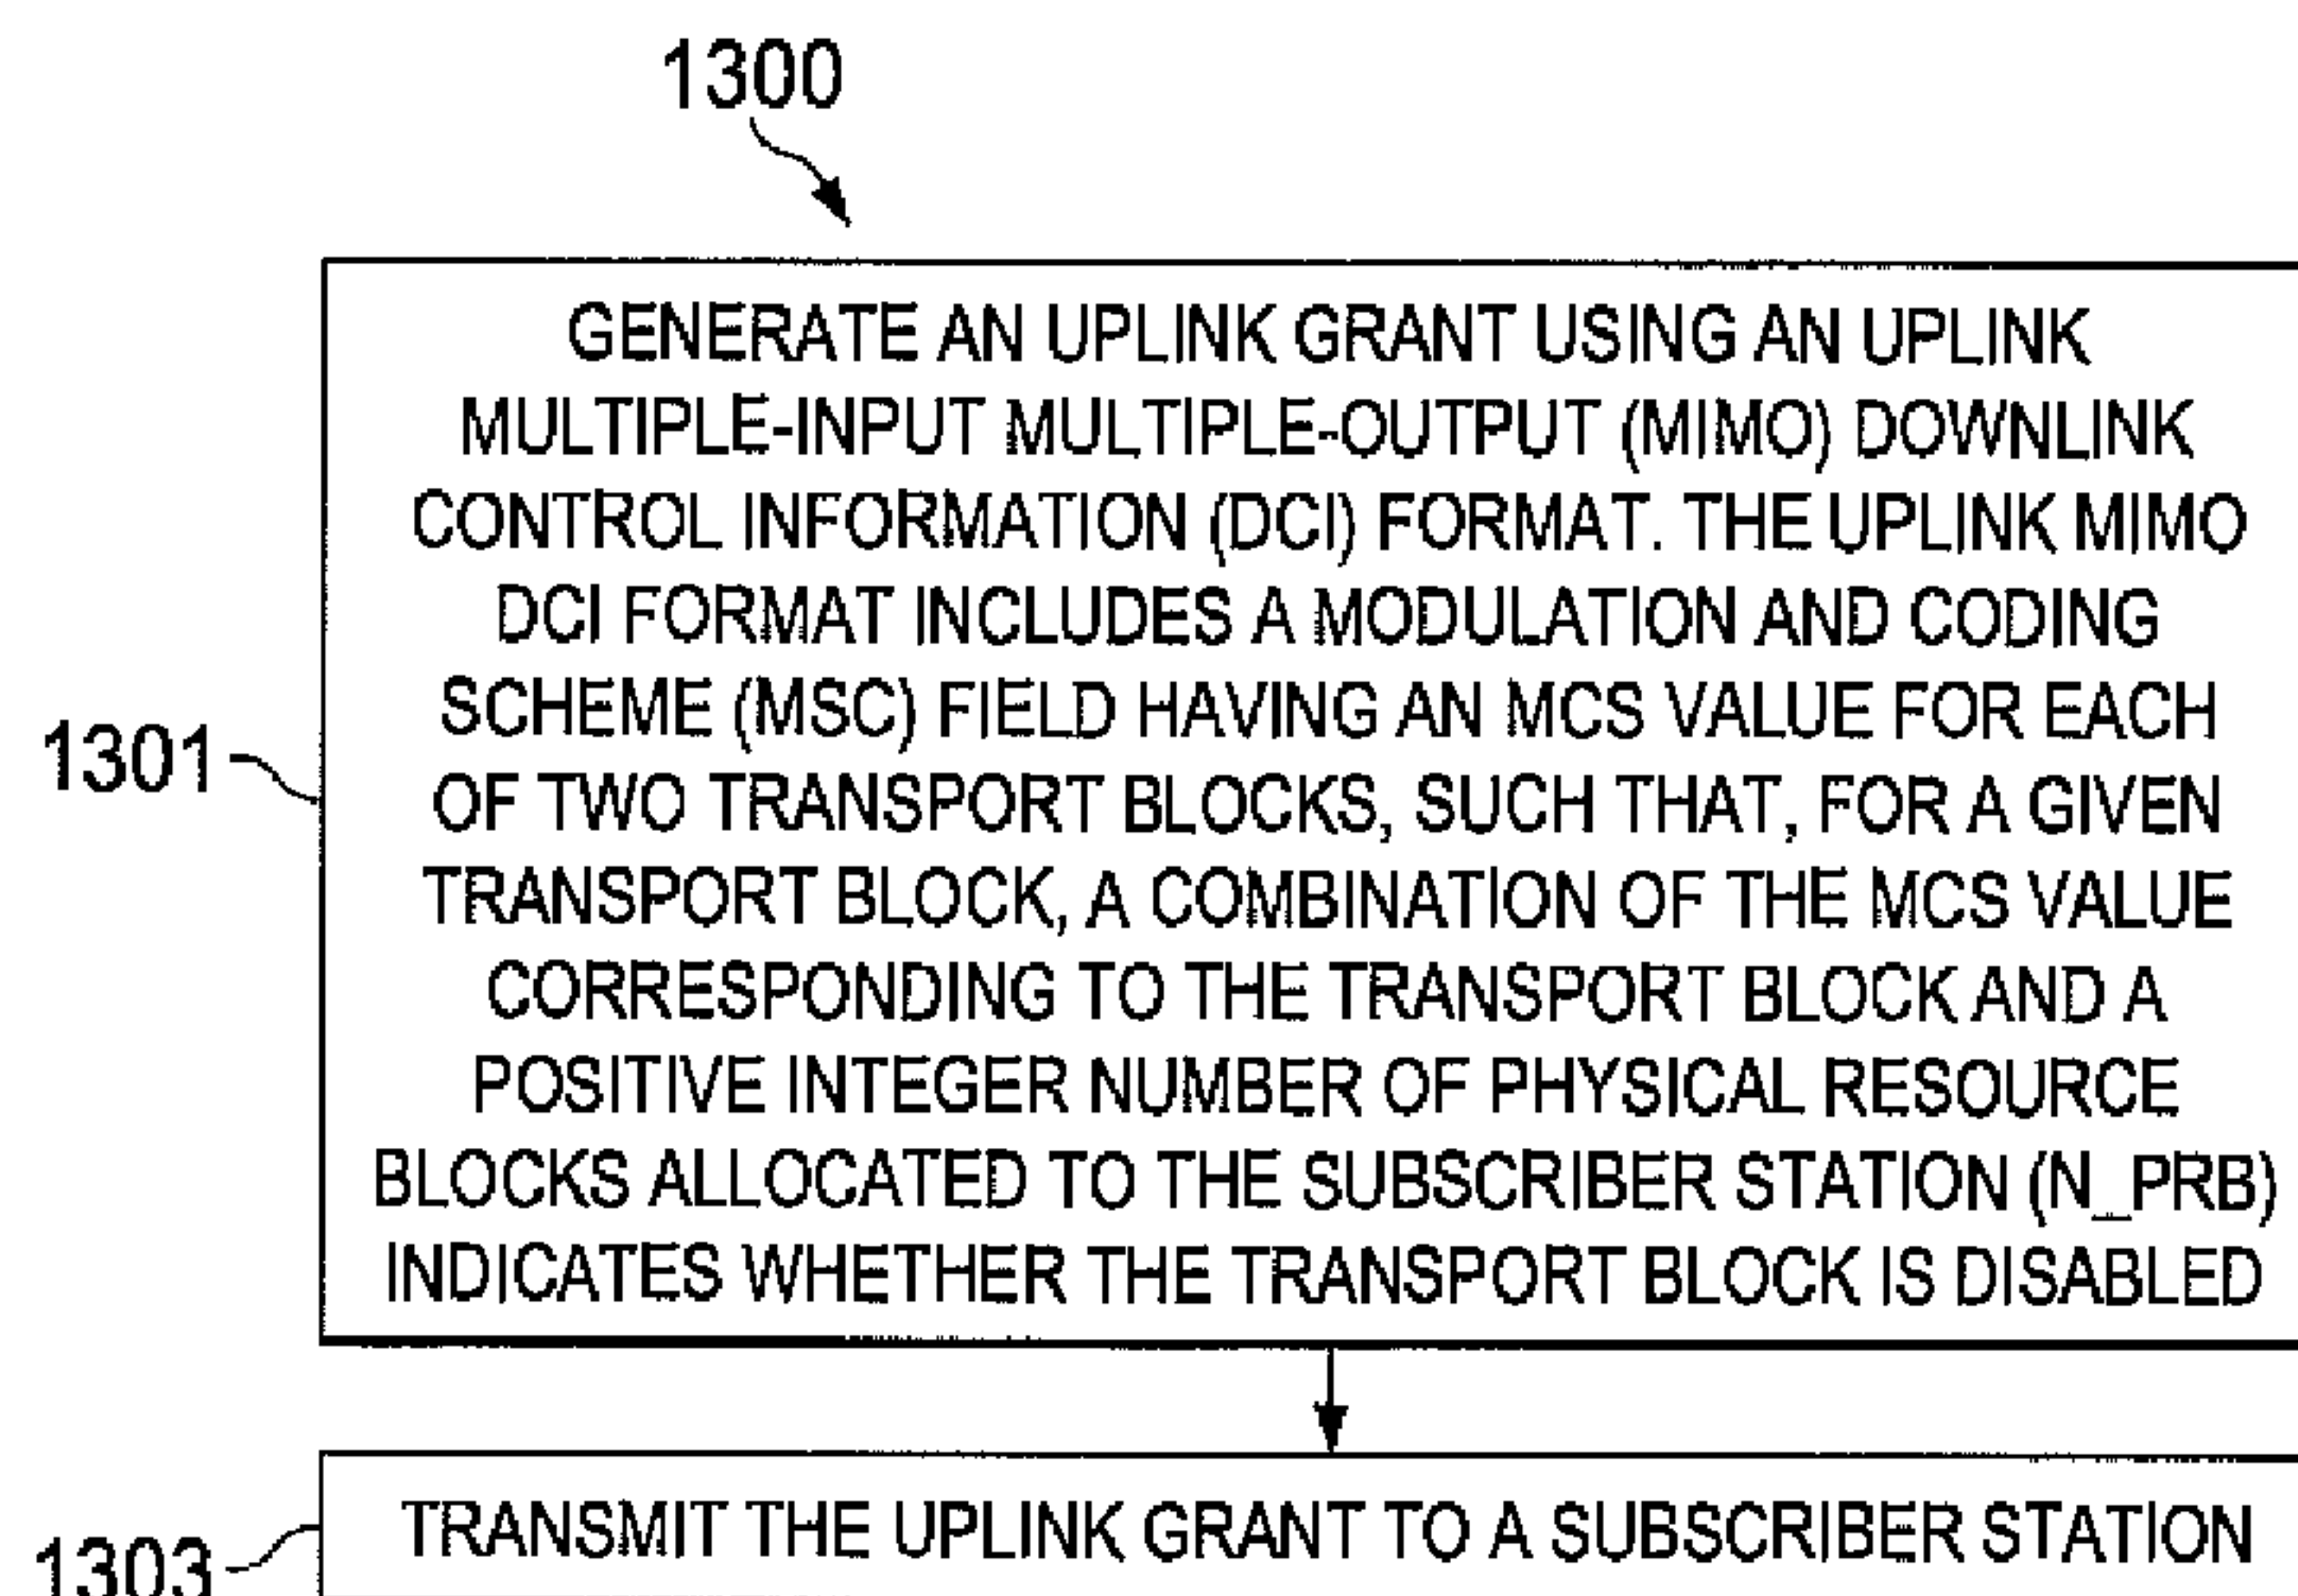 1300
GENERATE AN UPLINK GRANT USING AN UPLINK
MULTIPLE-INPUT MULTIPLE-OUTPUT (MIMO) DOWNLINK
CONTROL INFORMATION (DCI) FORMAT. THE UPLINK MIMO
DCI FORMAT INCLUDES A MODULATION AND CODING
SCHEME (MSC) FIELD HAVING AN MCS VALUE FOR EACH
OF TWO TRANSPORT BLOCKS, SUCH THAT, FOR A GIVEN
TRANSPORT BLOCK, A COMBINATION OF THE MCS VALUE
CORRESPONDING TO THE TRANSPORT BLOCK AND A
POSITIVE INTEGER NUMBER OF PHYSICAL RESOURCE
BLOCKS ALLOCATED TO THE SUBSCRIBER STATION (N_PRB)
INDICATES WHETHER THE TRANSPORT BLOCK IS DISABLED
1301
TRANSMIT THE UPLINK GRANT TO A SUBSCRIBER STATION
1303